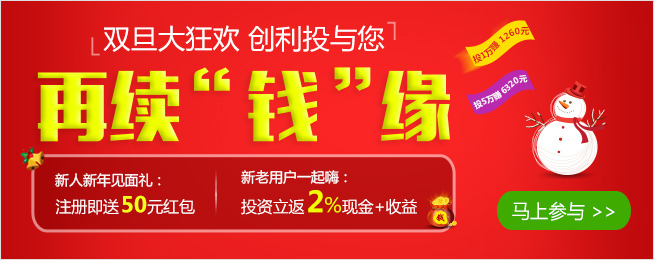 双旦大狂欢 创利投与您
再续“钱”缘
投1万赚 1260元
投5万赚 6320元
新人新年见面礼：
注册即送50元红包
新老用户一起嗨：
投资立返2%现金+收益
钱
马上参与 >>